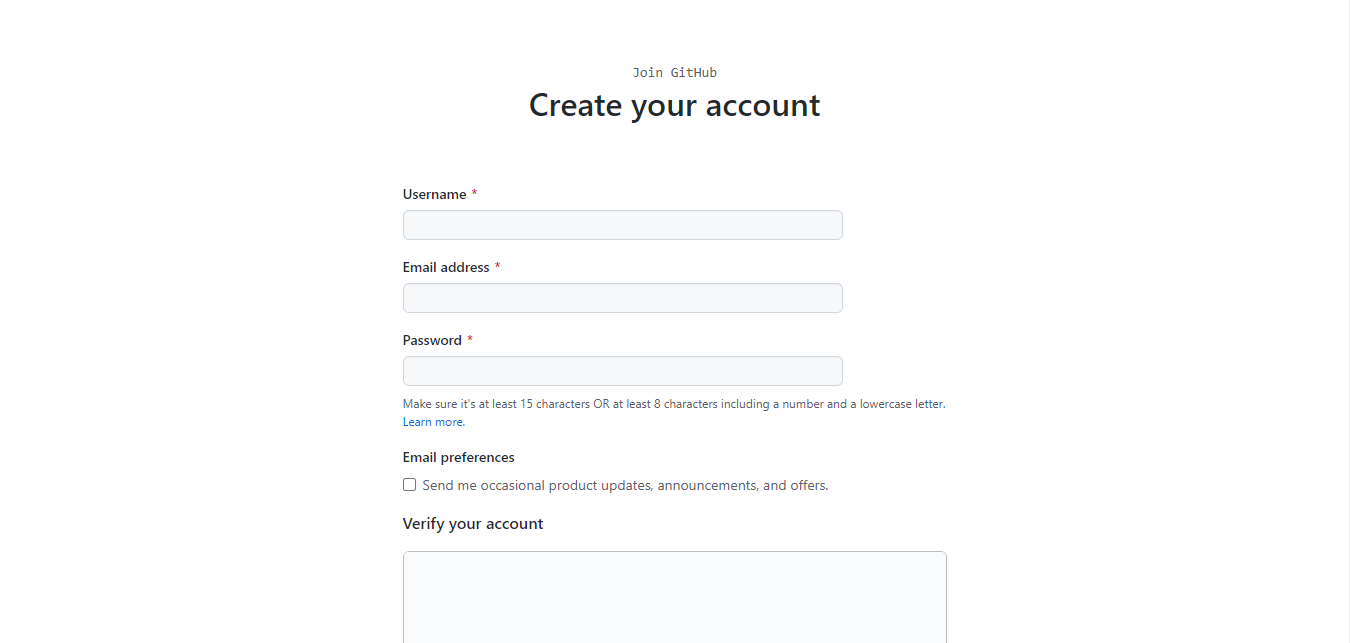 Join GitHub
Create your account
Username *
Email address *
Password *
Make sure it's at least 15 characters OR at least 8 characters including a number and a lowercase letter.
Learn more.
Email preferences
Send me occasional product updates, announcements, and offers.
Verify your account